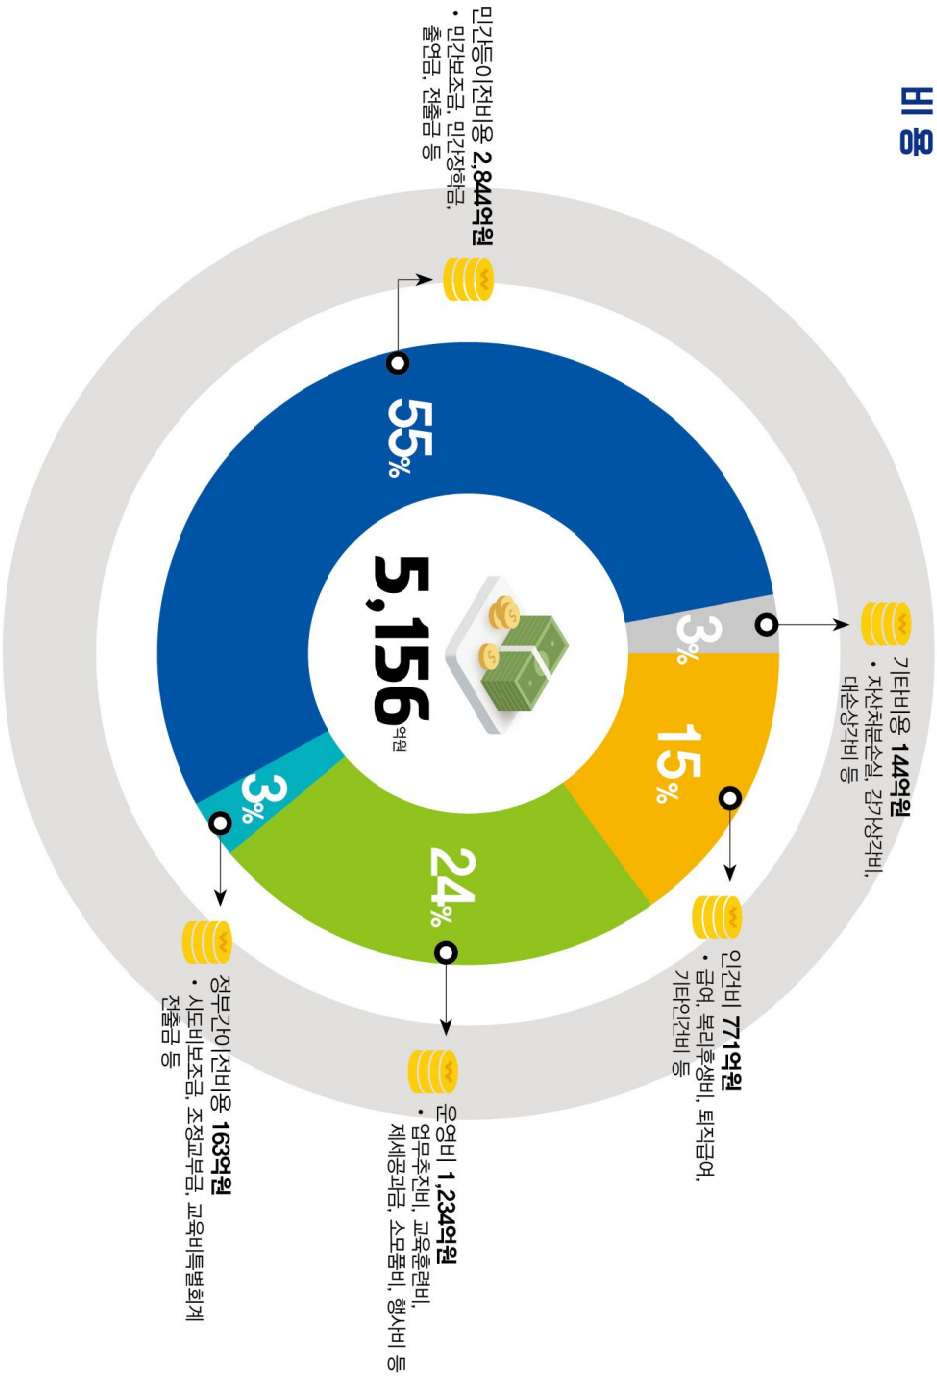 비용
기타비용 144억원
• 자산처분손실, 감가상각비,
대손상각비 등
인건비 771억원
• 급여, 복리후생비, 퇴직급여,
기타인건비 등
민간등이전비용 2,844억원
• 민간보조금, 민간장학금,
출연금, 전출금 등
운영비 1,234억원
• 업무추진비, 교육훈련비,
제세공과금, 소모품비, 행사비 등
정부간이전비용 163억원
• 시도비보조금, 조정교부금, 교육비특별회계
전출금 등
3%
15%
55%
24%
3%
5,156억원